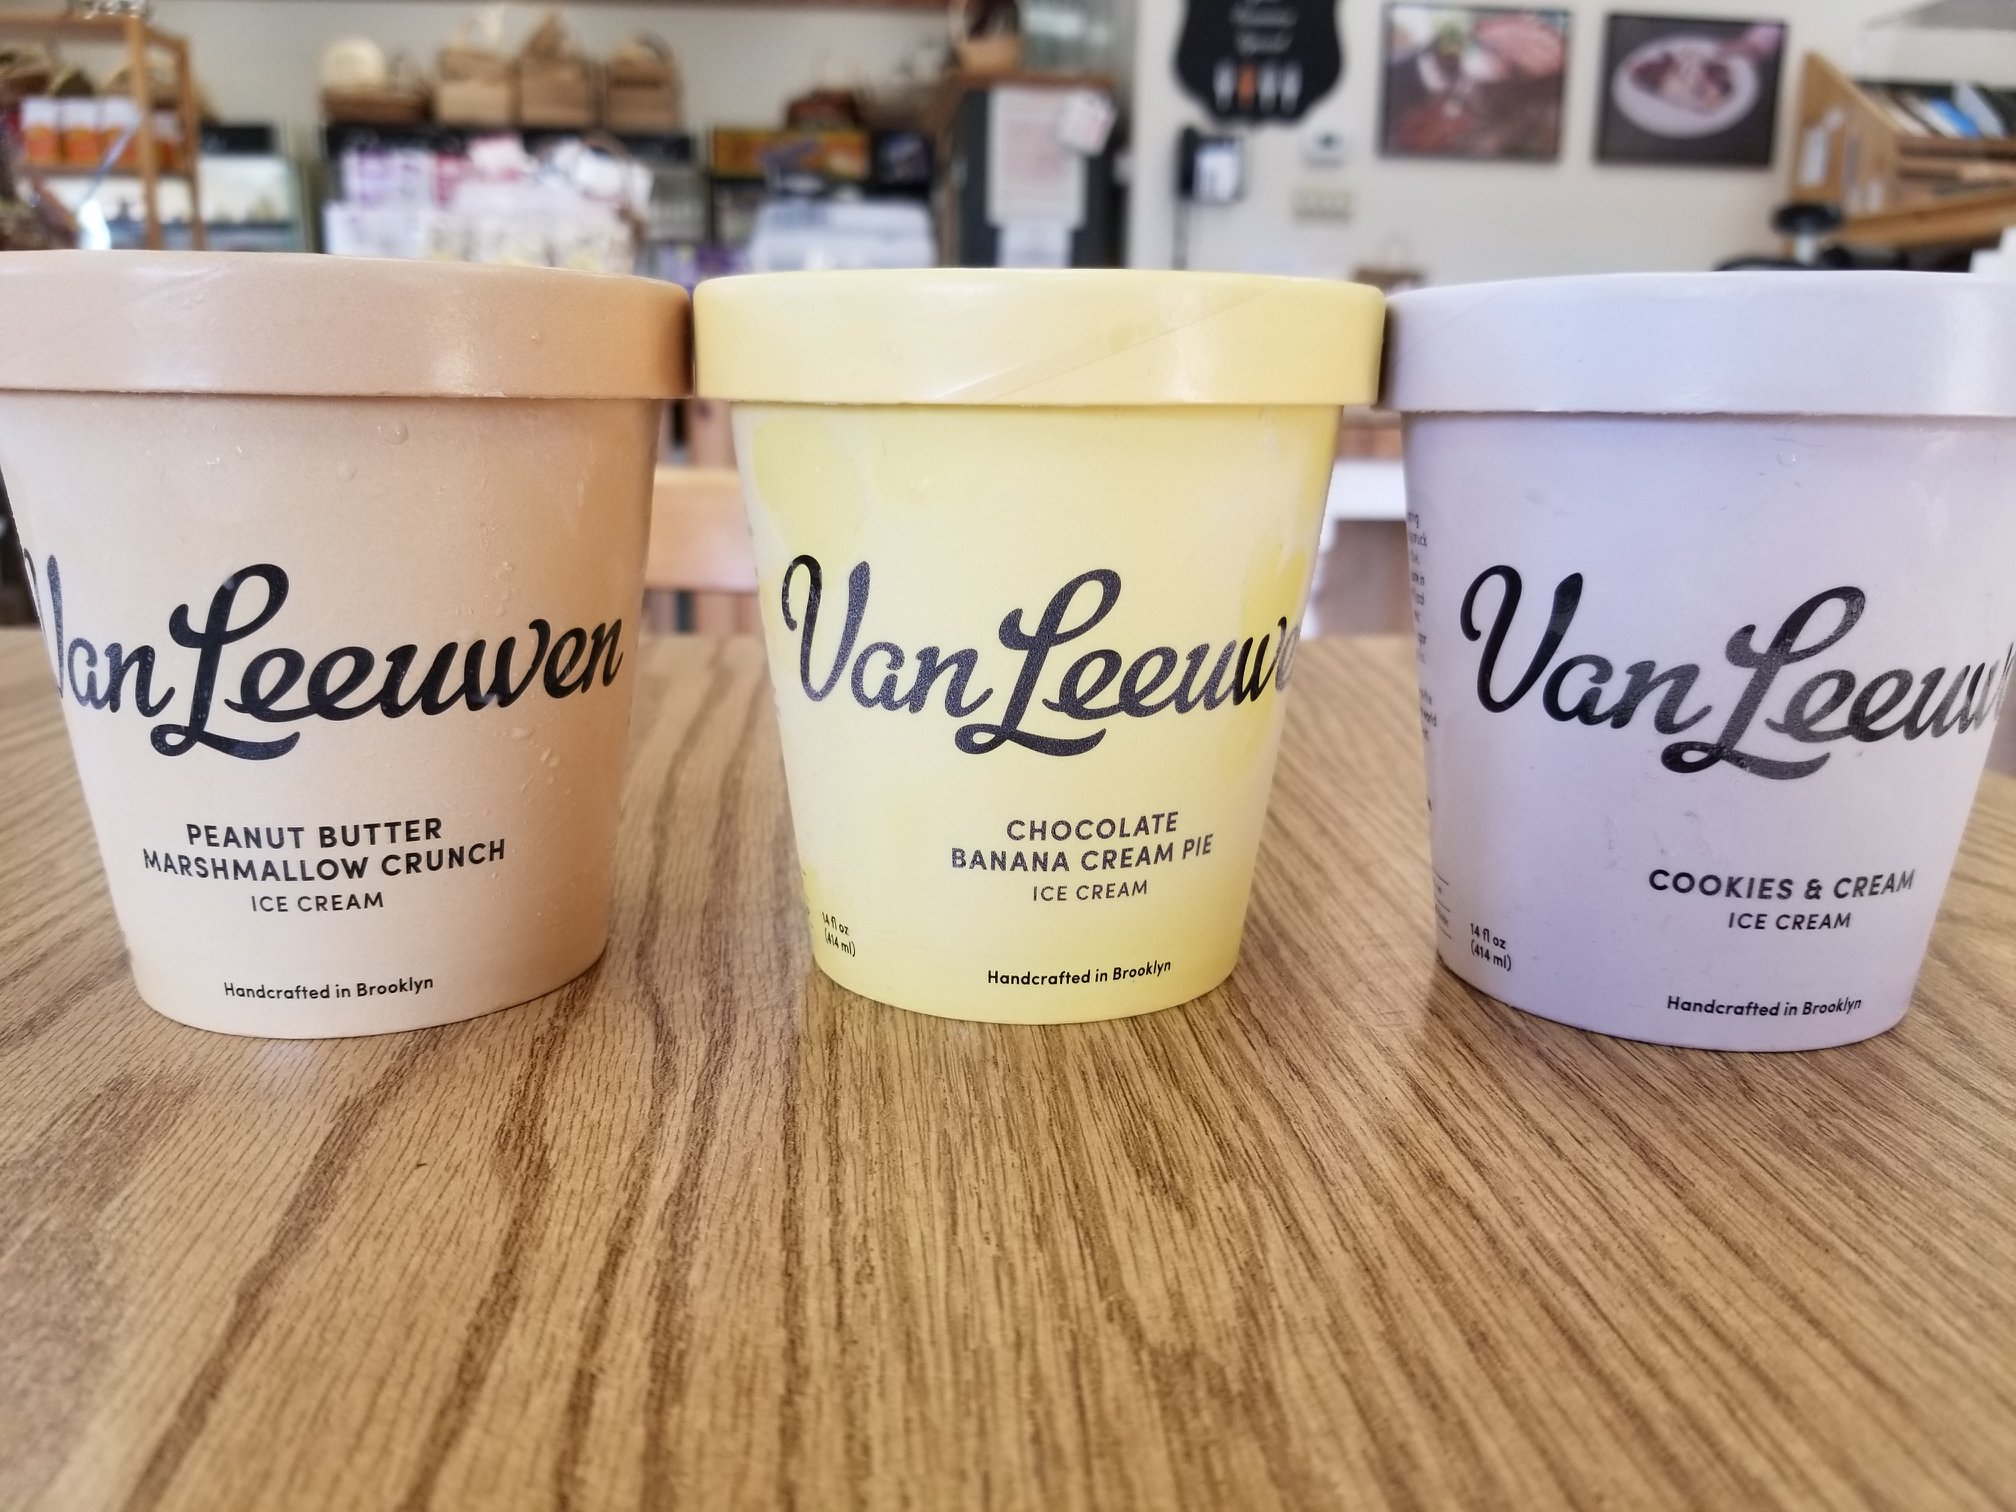 Van Leeuwen
PEANUT BUTTER
MARSHMALLOW CRUNCH
ICE CREAM
Handcrafted in Brooklyn
Van Leeuwe
CHOCOLATE
BANANA CREAM PIE
ICE CREAM
14 fl oz
(414 ml)
Handcrafted in Brooklyn
Van Leeuw
COOKIES & CREAM
ICE CREAM
14 fl oz
(414 ml)
Handcrafted in Brooklyn